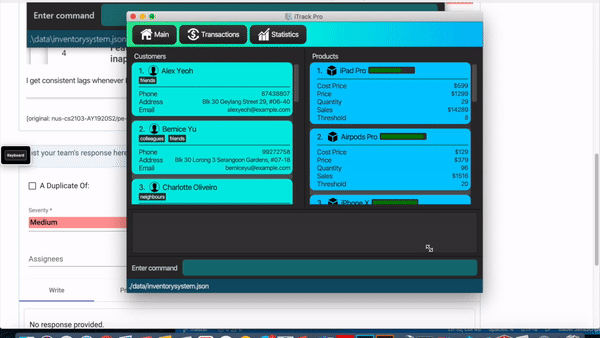 Enter command
./data\inventorysystem.json
4
inap
I get consistent lags whenever I
[original: nus-cs2103-AY1920S2/pe-
Keyboard
ust your team's response here
A Duplicate Of:
Severity *
Medium
Assignees
Write
No response provided.
iTrack Pro
Main
Transactions
Statistics
Customers
1. Alex Yeoh
friends
Phone 87438807
Address Blk 30 Geylang Street 29, #06-40
Email alexyeoh@example.com
2. Bernice Yu
colleagues friends
Phone 99272758
Address Blk 30 Lorong 3 Serangoon Gardens, #07-18
Email berniceyu@example.com
3. Charlotte Oliveiro
neighbours
Products
1. iPad Pro
Cost Price $599
Price $1299
Quantity 29
Sales $14289
Threshold 8
2. Airpods Pro
Cost Price $129
Price $379
Quantity 96
Sales $1516
Threshold 20
3. iPhone X
Enter command
./data/inventorysystem.json